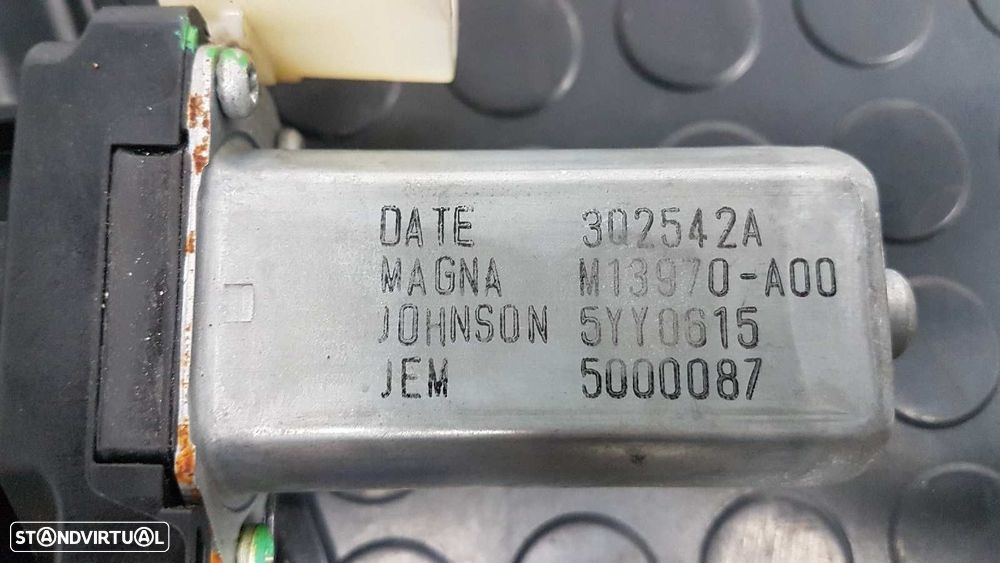 DATE 3Q2542A
MAGNA M13970-A00
JOHNSON 5YY0615
JEM 5000087
STANDVIRTUAL